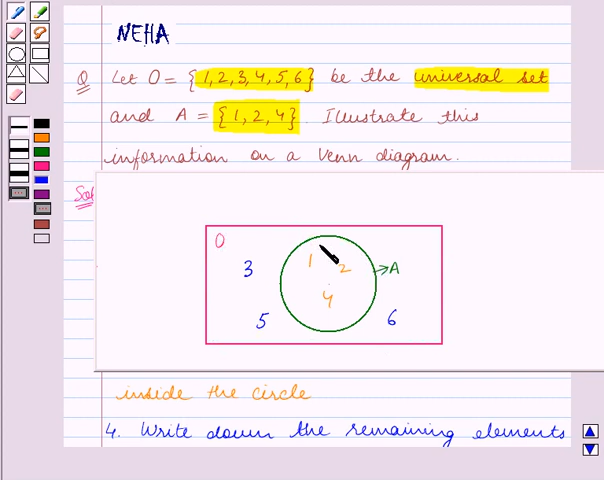 NEHA
Q Let O = {1,2,3,4,5,6} be the universal set
and A = {1,2,4}. Illustrate this
information on a Venn diagram.
Sol
O
3 1 2 → A
4
5 6
inside the circle
4. Write down the remaining elements